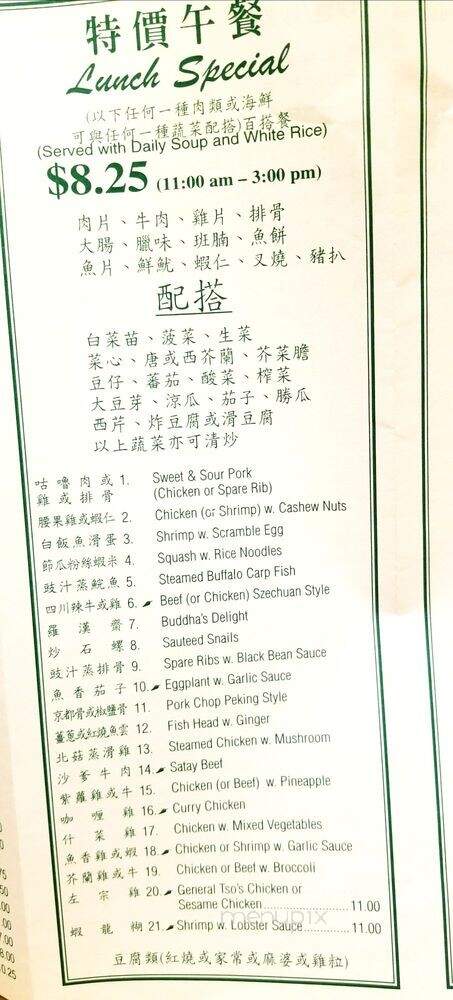 特價午餐
Lunch Special
(以下任何一種肉類或海鮮
可與任何一種蔬菜配搭)百搭餐
(Served with Daily Soup and White Rice)
$8.25 (11:00 am – 3:00 pm)
肉片、牛肉、雞片、排骨
大腸、臘味、班腩、魚餅
魚片、鮮魷、蝦仁、叉燒、豬扒
配搭
白菜苗、菠菜、生菜
菜心、唐或西芥蘭、芥菜膽
豆仔、蕃茄、酸菜、榨菜
大豆芽、涼瓜、茄子、勝瓜
西芹、炸豆腐或滑豆腐
以上蔬菜亦可清炒
咕嚕肉或 1. Sweet & Sour Pork
雞或排骨 (Chicken or Spare Rib)
腰果雞或蝦仁 2. Chicken (or Shrimp) w. Cashew Nuts
白飯魚滑蛋 3. Shrimp w. Scramble Egg
節瓜粉絲蝦米 4. Squash w. Rice Noodles
豉汁蒸鯇魚 5. Steamed Buffalo Carp Fish
四川辣牛或雞 6. Beef (or Chicken) Szechuan Style
羅漢齋 7. Buddha's Delight
炒石螺 8. Sauteed Snails
豉汁蒸排骨 9. Spare Ribs w. Black Bean Sauce
魚香茄子 10. Eggplant w. Garlic Sauce
京都骨或椒鹽骨 11. Pork Chop Peking Style
薑蔥或紅燒魚雲 12. Fish Head w. Ginger
北菇蒸滑雞 13. Steamed Chicken w. Mushroom
沙爹牛肉 14. Satay Beef
紫蘿雞或牛 15. Chicken (or Beef) w. Pineapple
咖喱雞 16. Curry Chicken
什菜雞 17. Chicken w. Mixed Vegetables
魚香雞或蝦 18. Chicken or Shrimp w. Garlic Sauce
芥蘭雞或牛 19. Chicken or Beef w. Broccoli
左宗雞 20. General Tso's Chicken or
Sesame Chicken 11.00
蝦龍糊 21. Shrimp w. Lobster Sauce 11.00
豆腐類(紅燒或家常或麻婆或雞粒)
menupix